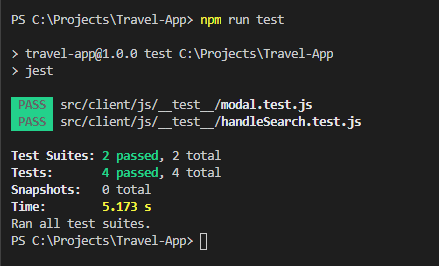 PS C:\Projects\Travel-App> npm run test
> travel-app@1.0.0 test C:\Projects\Travel-App
> jest
PASS src/client/js/__test__/modal.test.js
PASS src/client/js/__test__/handleSearch.test.js
Test Suites: 2 passed, 2 total
Tests: 4 passed, 4 total
Snapshots: 0 total
Time: 5.173 s
Ran all test suites.
PS C:\Projects\Travel-App>